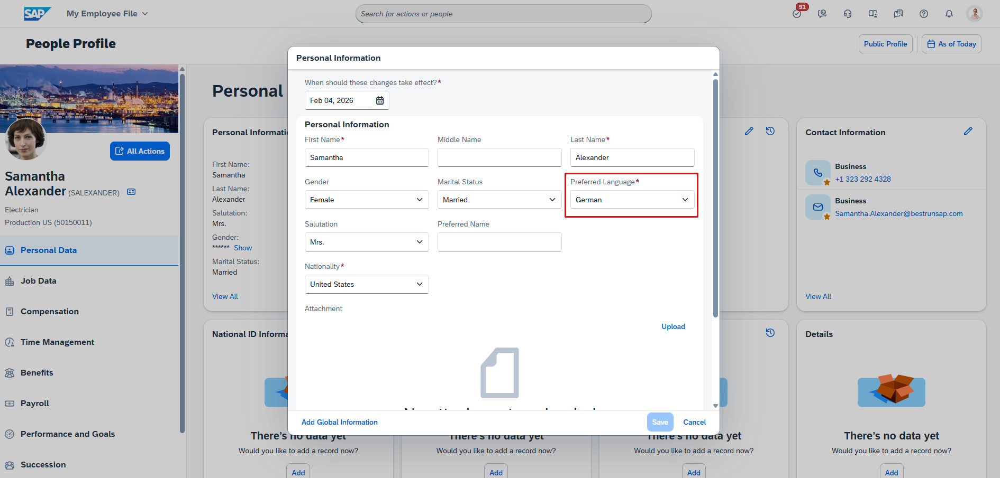 SAP
My Employee File
Search for actions or people
91
People Profile
Public Profile
As of Today
All Actions
Samantha
Alexander (SALEXANDER)
Electrician
Production US (50150011)
Personal Data
Job Data
Compensation
Time Management
Benefits
Payroll
Performance and Goals
Succession
Personal
Personal Informatio
First Name:
Samantha
Last Name:
Alexander
Salutation:
Mrs.
Gender:
****** Show
Marital Status:
Married
View All
Personal Information
When should these changes take effect?*
Feb 04, 2026
Personal Information
First Name*
Middle Name
Last Name*
Samantha
Alexander
Gender
Marital Status
Preferred Language*
Female
Married
German
Salutation
Preferred Name
Mrs.
Nationality*
United States
Attachment
Upload
Add Global Information
Save
Cancel
Contact Information
Business
+1 323 292 4328
Business
Samantha.Alexander@bestrunsap.com
View All
National ID Informa
Details
There's no data yet
There's no data yet
There's no data yet
There's no data yet
Would you like to add a record now?
Would you like to add a record now?
Would you like to add a record now?
Would you like to add a record now?
Add
Add
Add
Add